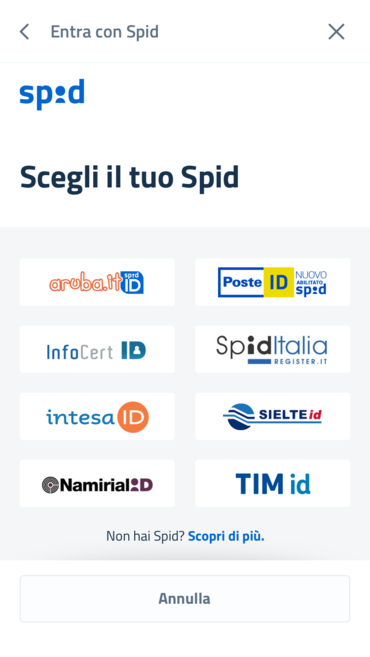 Entra con Spid
spid
Scegli il tuo Spid
aruba.it spid ID
Poste ID NUOVO ABILITATO spid
InfoCert ID
SpidItalia
REGISTER.IT
intesa ID
SIELTE id
Namirial ID
TIM id
Non hai Spid? Scopri di più.
Annulla